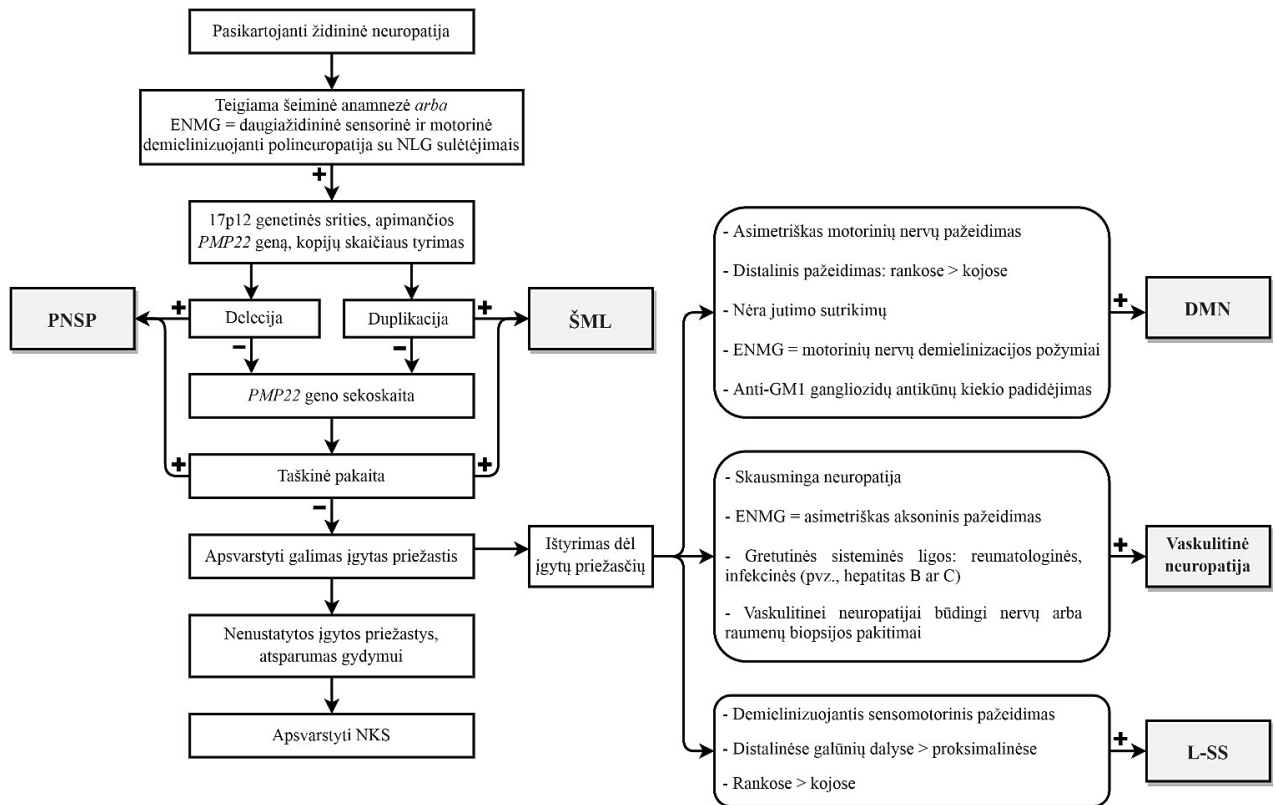 Pasikartojanti židininė neuropatija
Teigiama šeiminė anamnezė arba
ENMG = daugiažidininė sensorinė ir motorinė
demielinizuojanti polineuropatija su NLG sulėtėjimais
+
17p12 genetinės srities, apimančios
PMP22 geną, kopijų skaičiaus tyrimas
PNSP
+
Delecija
Duplikacija
+
ŠML
−
−
PMP22 geno sekoskaita
+
Taškinė pakaita
+
−
Apsvarstyti galimas įgytas priežastis
Nenustatytos įgytos priežastys,
atsparumas gydymui
Apsvarstyti NKS
Ištyrimas dėl
įgytų priežasčių
- Asimetriškas motorinių nervų pažeidimas
- Distalinis pažeidimas: rankose > kojose
- Nėra jutimo sutrikimų
- ENMG = motorinių nervų demielinizacijos požymiai
- Anti-GM1 gangliozidų antikūnų kiekio padidėjimas
+
DMN
- Skausminga neuropatija
- ENMG = asimetriškas aksoninis pažeidimas
- Gretutinės sisteminės ligos: reumatologinės,
infekcinės (pvz., hepatitas B ar C)
- Vaskulitinei neuropatijai būdingi nervų arba
raumenų biopsijos pakitimai
+
Vaskulitinė
neuropatija
- Demielinizuojantis sensomotorinis pažeidimas
- Distalinėse galūnių dalyse > proksimalinėse
- Rankose > kojose
+
L-SS